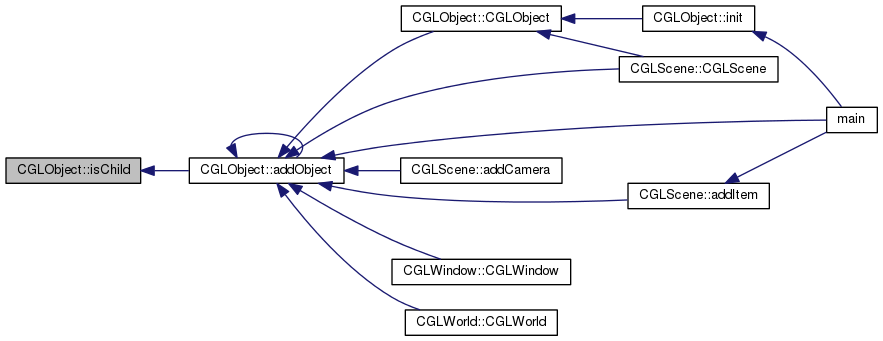 CGLObject::CGLObject
CGLObject::init
CGLScene::CGLScene
main
CGLObject::isChild
CGLObject::addObject
CGLScene::addCamera
CGLScene::addItem
CGLWindow::CGLWindow
CGLWorld::CGLWorld